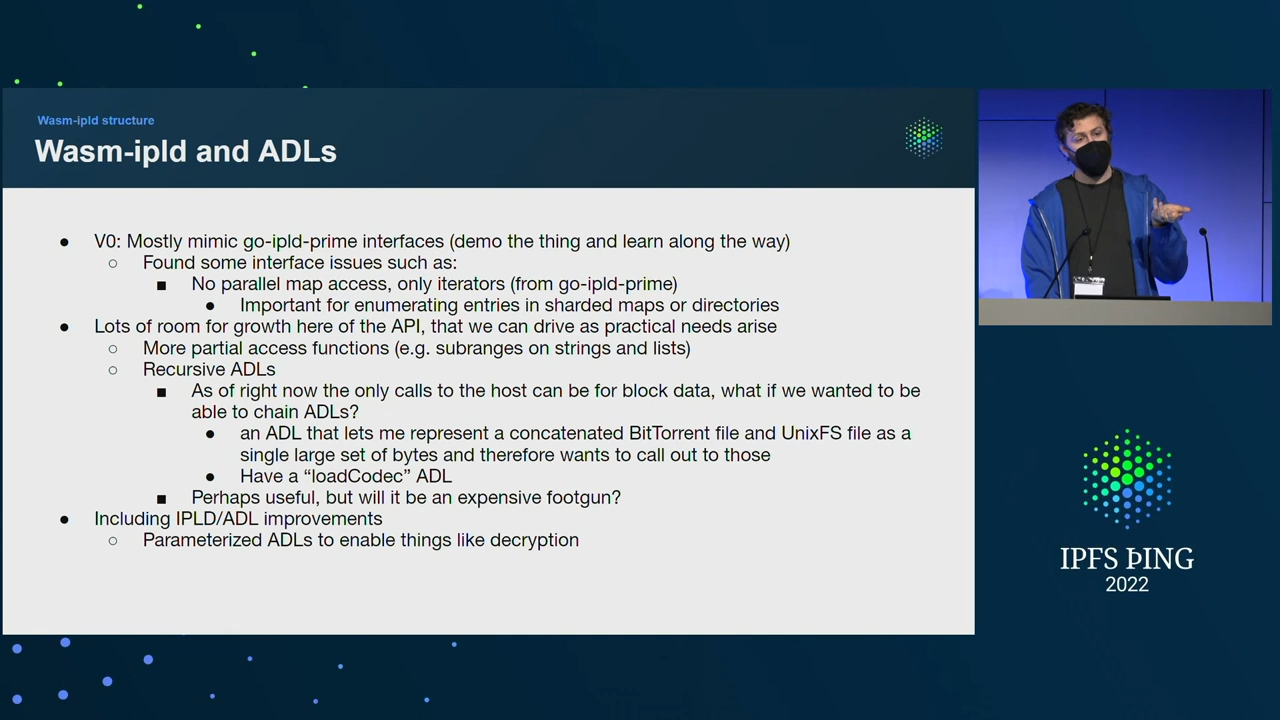 Wasm-ipld structure
Wasm-ipld and ADLs
● V0: Mostly mimic go-ipld-prime interfaces (demo the thing and learn along the way)
○ Found some interface issues such as:
■ No parallel map access, only iterators (from go-ipld-prime)
● Important for enumerating entries in sharded maps or directories
● Lots of room for growth here of the API, that we can drive as practical needs arise
○ More partial access functions (e.g. subranges on strings and lists)
○ Recursive ADLs
■ As of right now the only calls to the host can be for block data, what if we wanted to be
able to chain ADLs?
● an ADL that lets me represent a concatenated BitTorrent file and UnixFS file as a
single large set of bytes and therefore wants to call out to those
● Have a “loadCodec” ADL
■ Perhaps useful, but will it be an expensive footgun?
● Including IPLD/ADL improvements
○ Parameterized ADLs to enable things like decryption
IPFS ÞING
2022